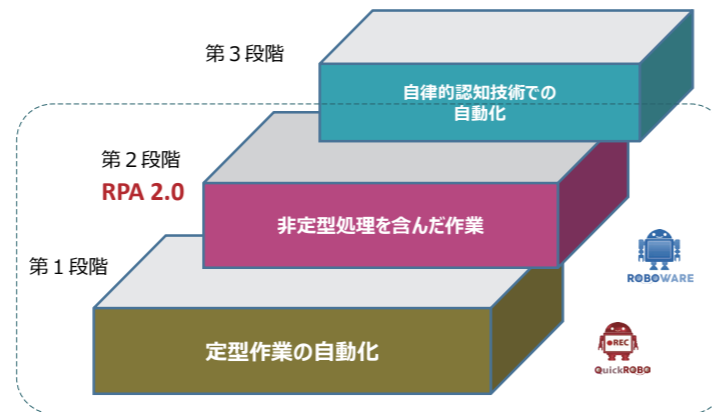 第３段階
自律的認知技術での
自動化
第２段階
RPA 2.0
非定型処理を含んだ作業
第１段階
定型作業の自動化
ROBOWARE
REC
QuickROBO